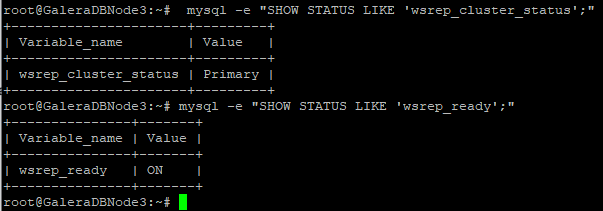 root@GaleraDBNode3:~#  mysql -e "SHOW STATUS LIKE 'wsrep_cluster_status';"
+----------------------+---------+
| Variable_name        | Value   |
+----------------------+---------+
| wsrep_cluster_status | Primary |
+----------------------+---------+
root@GaleraDBNode3:~# mysql -e "SHOW STATUS LIKE 'wsrep_ready';"
+---------------+-------+
| Variable_name | Value |
+---------------+-------+
| wsrep_ready   | ON    |
+---------------+-------+
root@GaleraDBNode3:~#